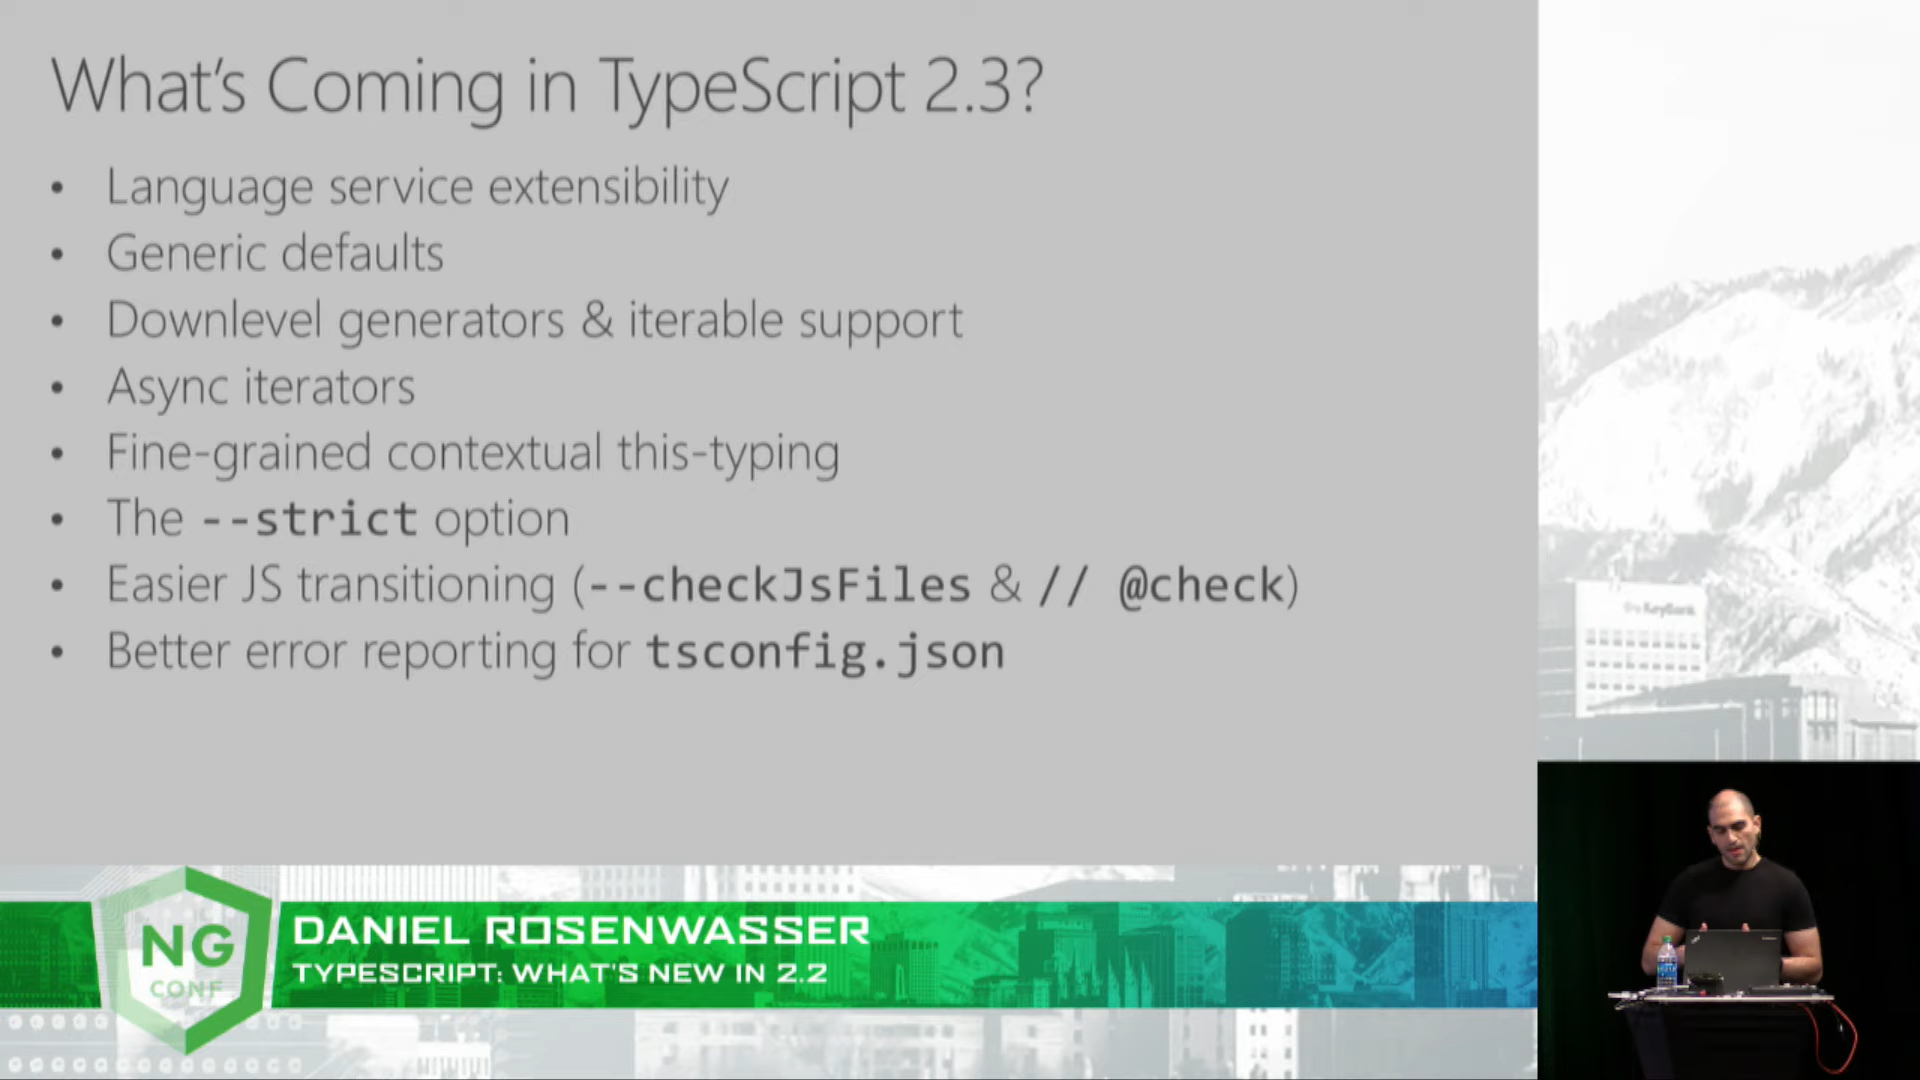 What's Coming in TypeScript 2.3?
• Language service extensibility
• Generic defaults
• Downlevel generators & iterable support
• Async iterators
• Fine-grained contextual this-typing
• The --strict option
• Easier JS transitioning (--checkJsFiles & // @check)
• Better error reporting for tsconfig.json
KeyBank
NG
CONF
DANIEL ROSENWASSER
TYPESCRIPT: WHAT'S NEW IN 2.2